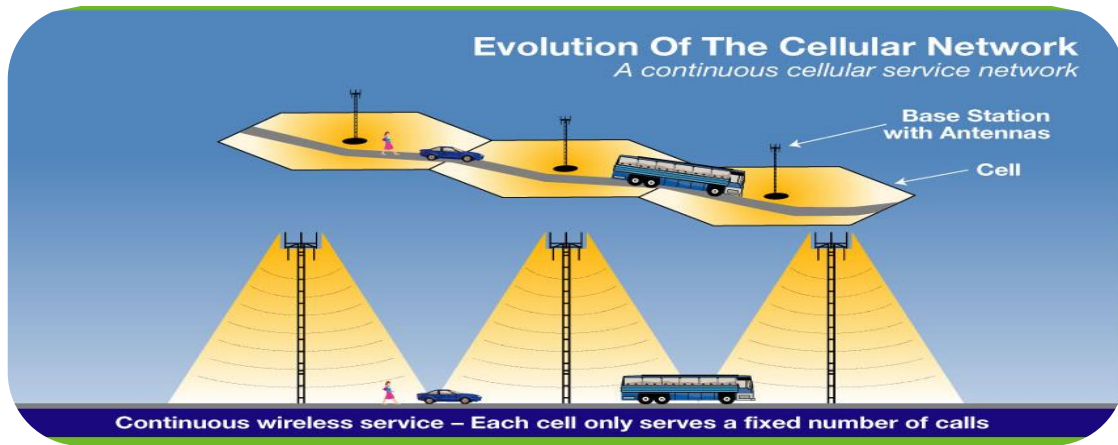 Evolution Of The Cellular Network
A continuous cellular service network
Base Station
with Antennas
Cell
Continuous wireless service – Each cell only serves a fixed number of calls